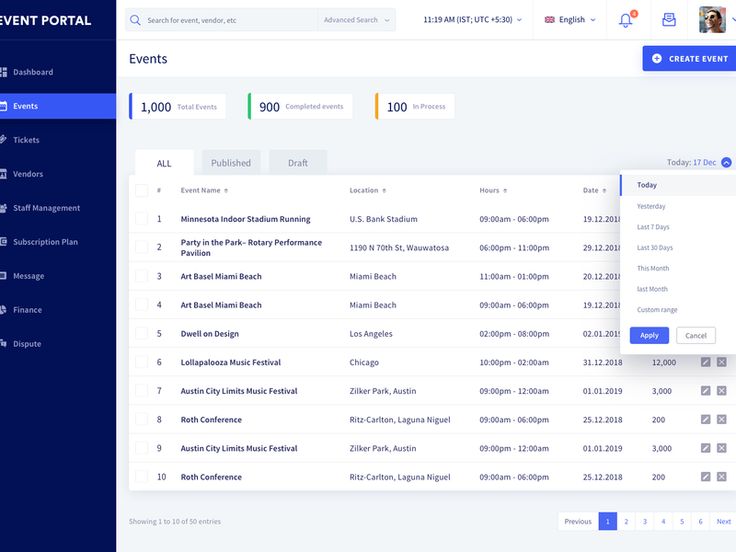 EVENT PORTAL
Search for event, vendor, etc
Advanced Search
11:19 AM (IST; UTC +5:30)
English
4
Dashboard
Events
Tickets
Vendors
Staff Management
Subscription Plan
Message
Finance
Dispute
Events
CREATE EVENT
1,000 Total Events
900 Completed events
100 In Process
ALL
Published
Draft
Today: 17 Dec
# Event Name Location Hours Date
1 Minnesota Indoor Stadium Running U.S. Bank Stadium 09:00am - 06:00pm 19.12.2018
2 Party in the Park– Rotary Performance Pavilion 1190 N 70th St, Wauwatosa 06:00pm - 11:00pm 29.12.2018
3 Art Basel Miami Beach Miami Beach 11:00am - 01:00pm 20.12.2018
4 Art Basel Miami Beach Miami Beach 09:00am - 06:00pm 19.12.2018
5 Dwell on Design Los Angeles 02:00pm - 08:00pm 02.01.2019
6 Lollapalooza Music Festival Chicago 10:00pm - 02:00am 31.12.2018 12,000
7 Austin City Limits Music Festival Zilker Park, Austin 09:00pm - 12:00am 01.01.2019 3,000
8 Roth Conference Ritz-Carlton, Laguna Niguel 09:00am - 06:00pm 25.12.2018 200
9 Austin City Limits Music Festival Zilker Park, Austin 09:00pm - 12:00am 01.01.2019 3,000
10 Roth Conference Ritz-Carlton, Laguna Niguel 09:00am - 06:00pm 25.12.2018 200
Today
Yesterday
Last 7 Days
Last 30 Days
This Month
last Month
Custom range
Apply
Cancel
Showing 1 to 10 of 50 entries
Previous 1 2 3 4 5 6 Next